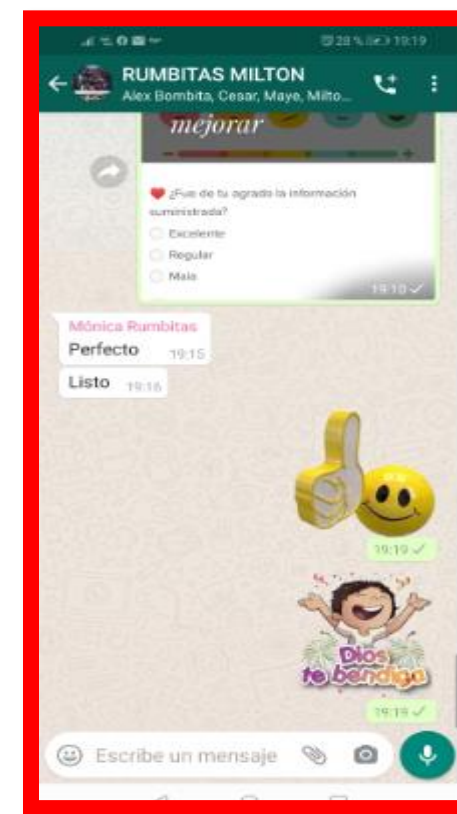 28 % 19:19
RUMBITAS MILTON
Alex Bombita, Cesar, Maye, Milto...
mejorar
¿Fue de tu agrado la información
suministrada?
Excelente
Regular
Mala
19:10
Mónica Rumbitas
Perfecto 19:15
Listo 19:16
19:19
Dios
te bendiga
19:19
Escribe un mensaje